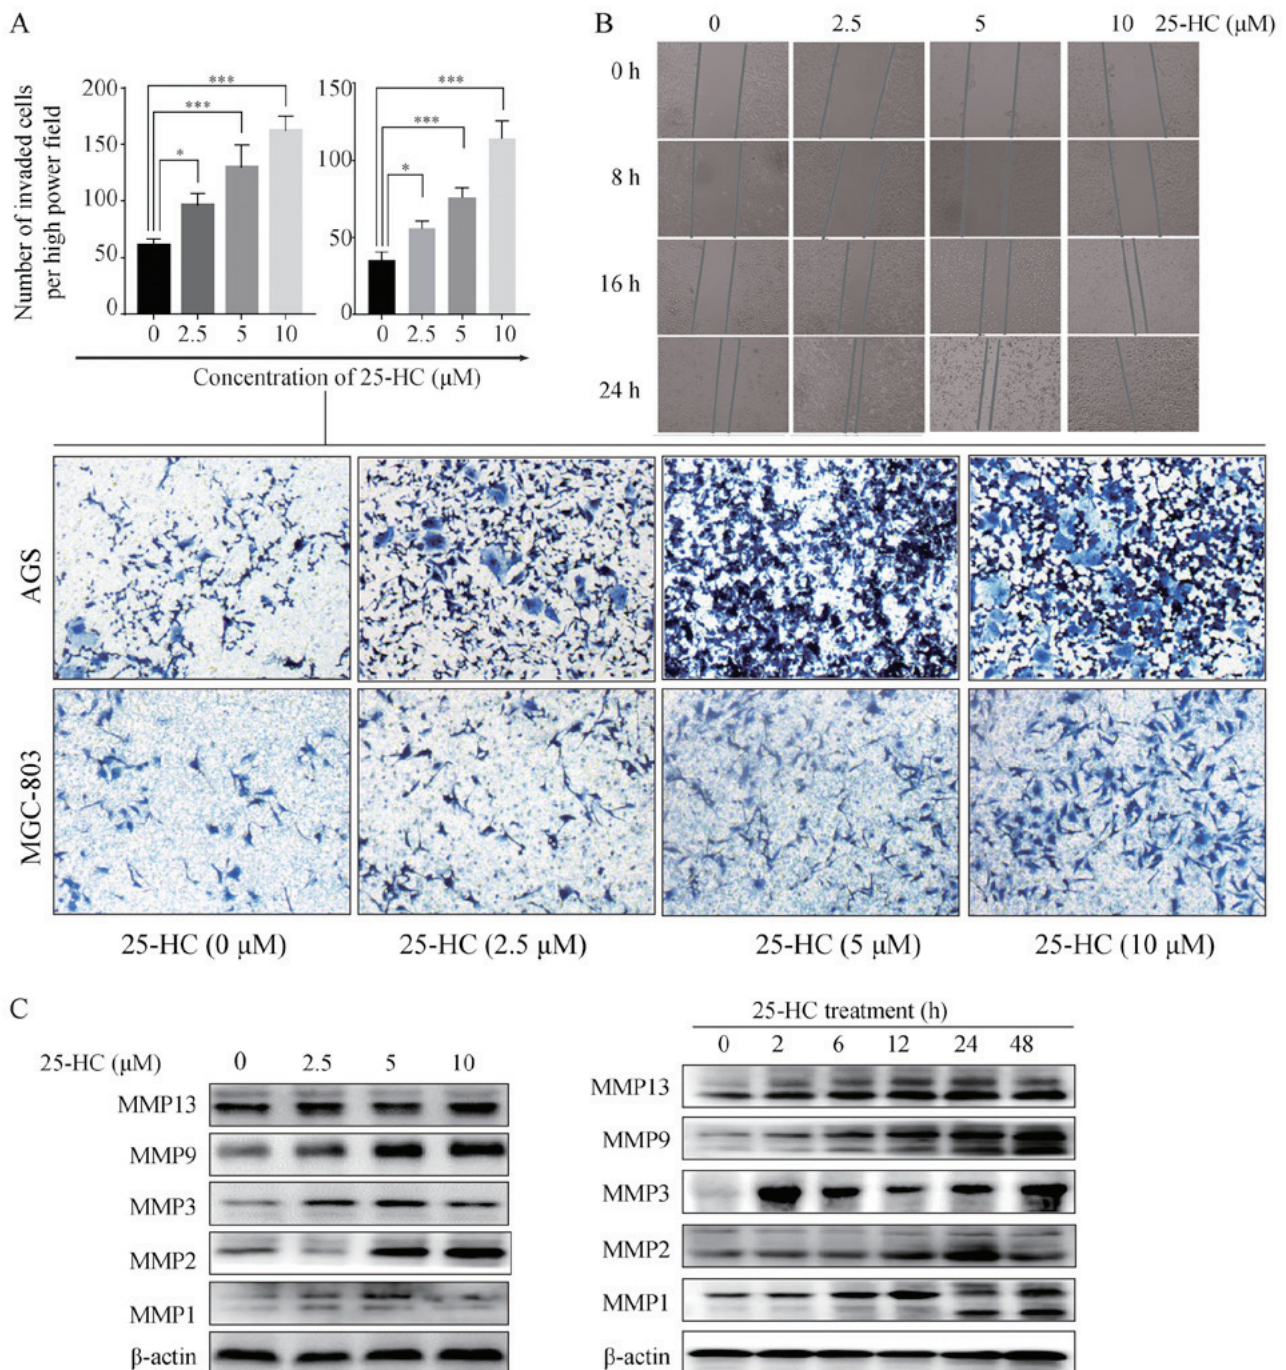 A
Number of invaded cells
per high power field
200
150
100
50
0
*
***
***
0 2.5 5 10
150
100
50
0
*
***
***
0 2.5 5 10
Concentration of 25-HC (μM)
B
0 2.5 5 10 25-HC (μM)
0 h
8 h
16 h
24 h
AGS
MGC-803
25-HC (0 μM) 25-HC (2.5 μM) 25-HC (5 μM) 25-HC (10 μM)
C
25-HC (μM) 0 2.5 5 10
MMP13
MMP9
MMP3
MMP2
MMP1
β-actin
25-HC treatment (h)
0 2 6 12 24 48
MMP13
MMP9
MMP3
MMP2
MMP1
β-actin